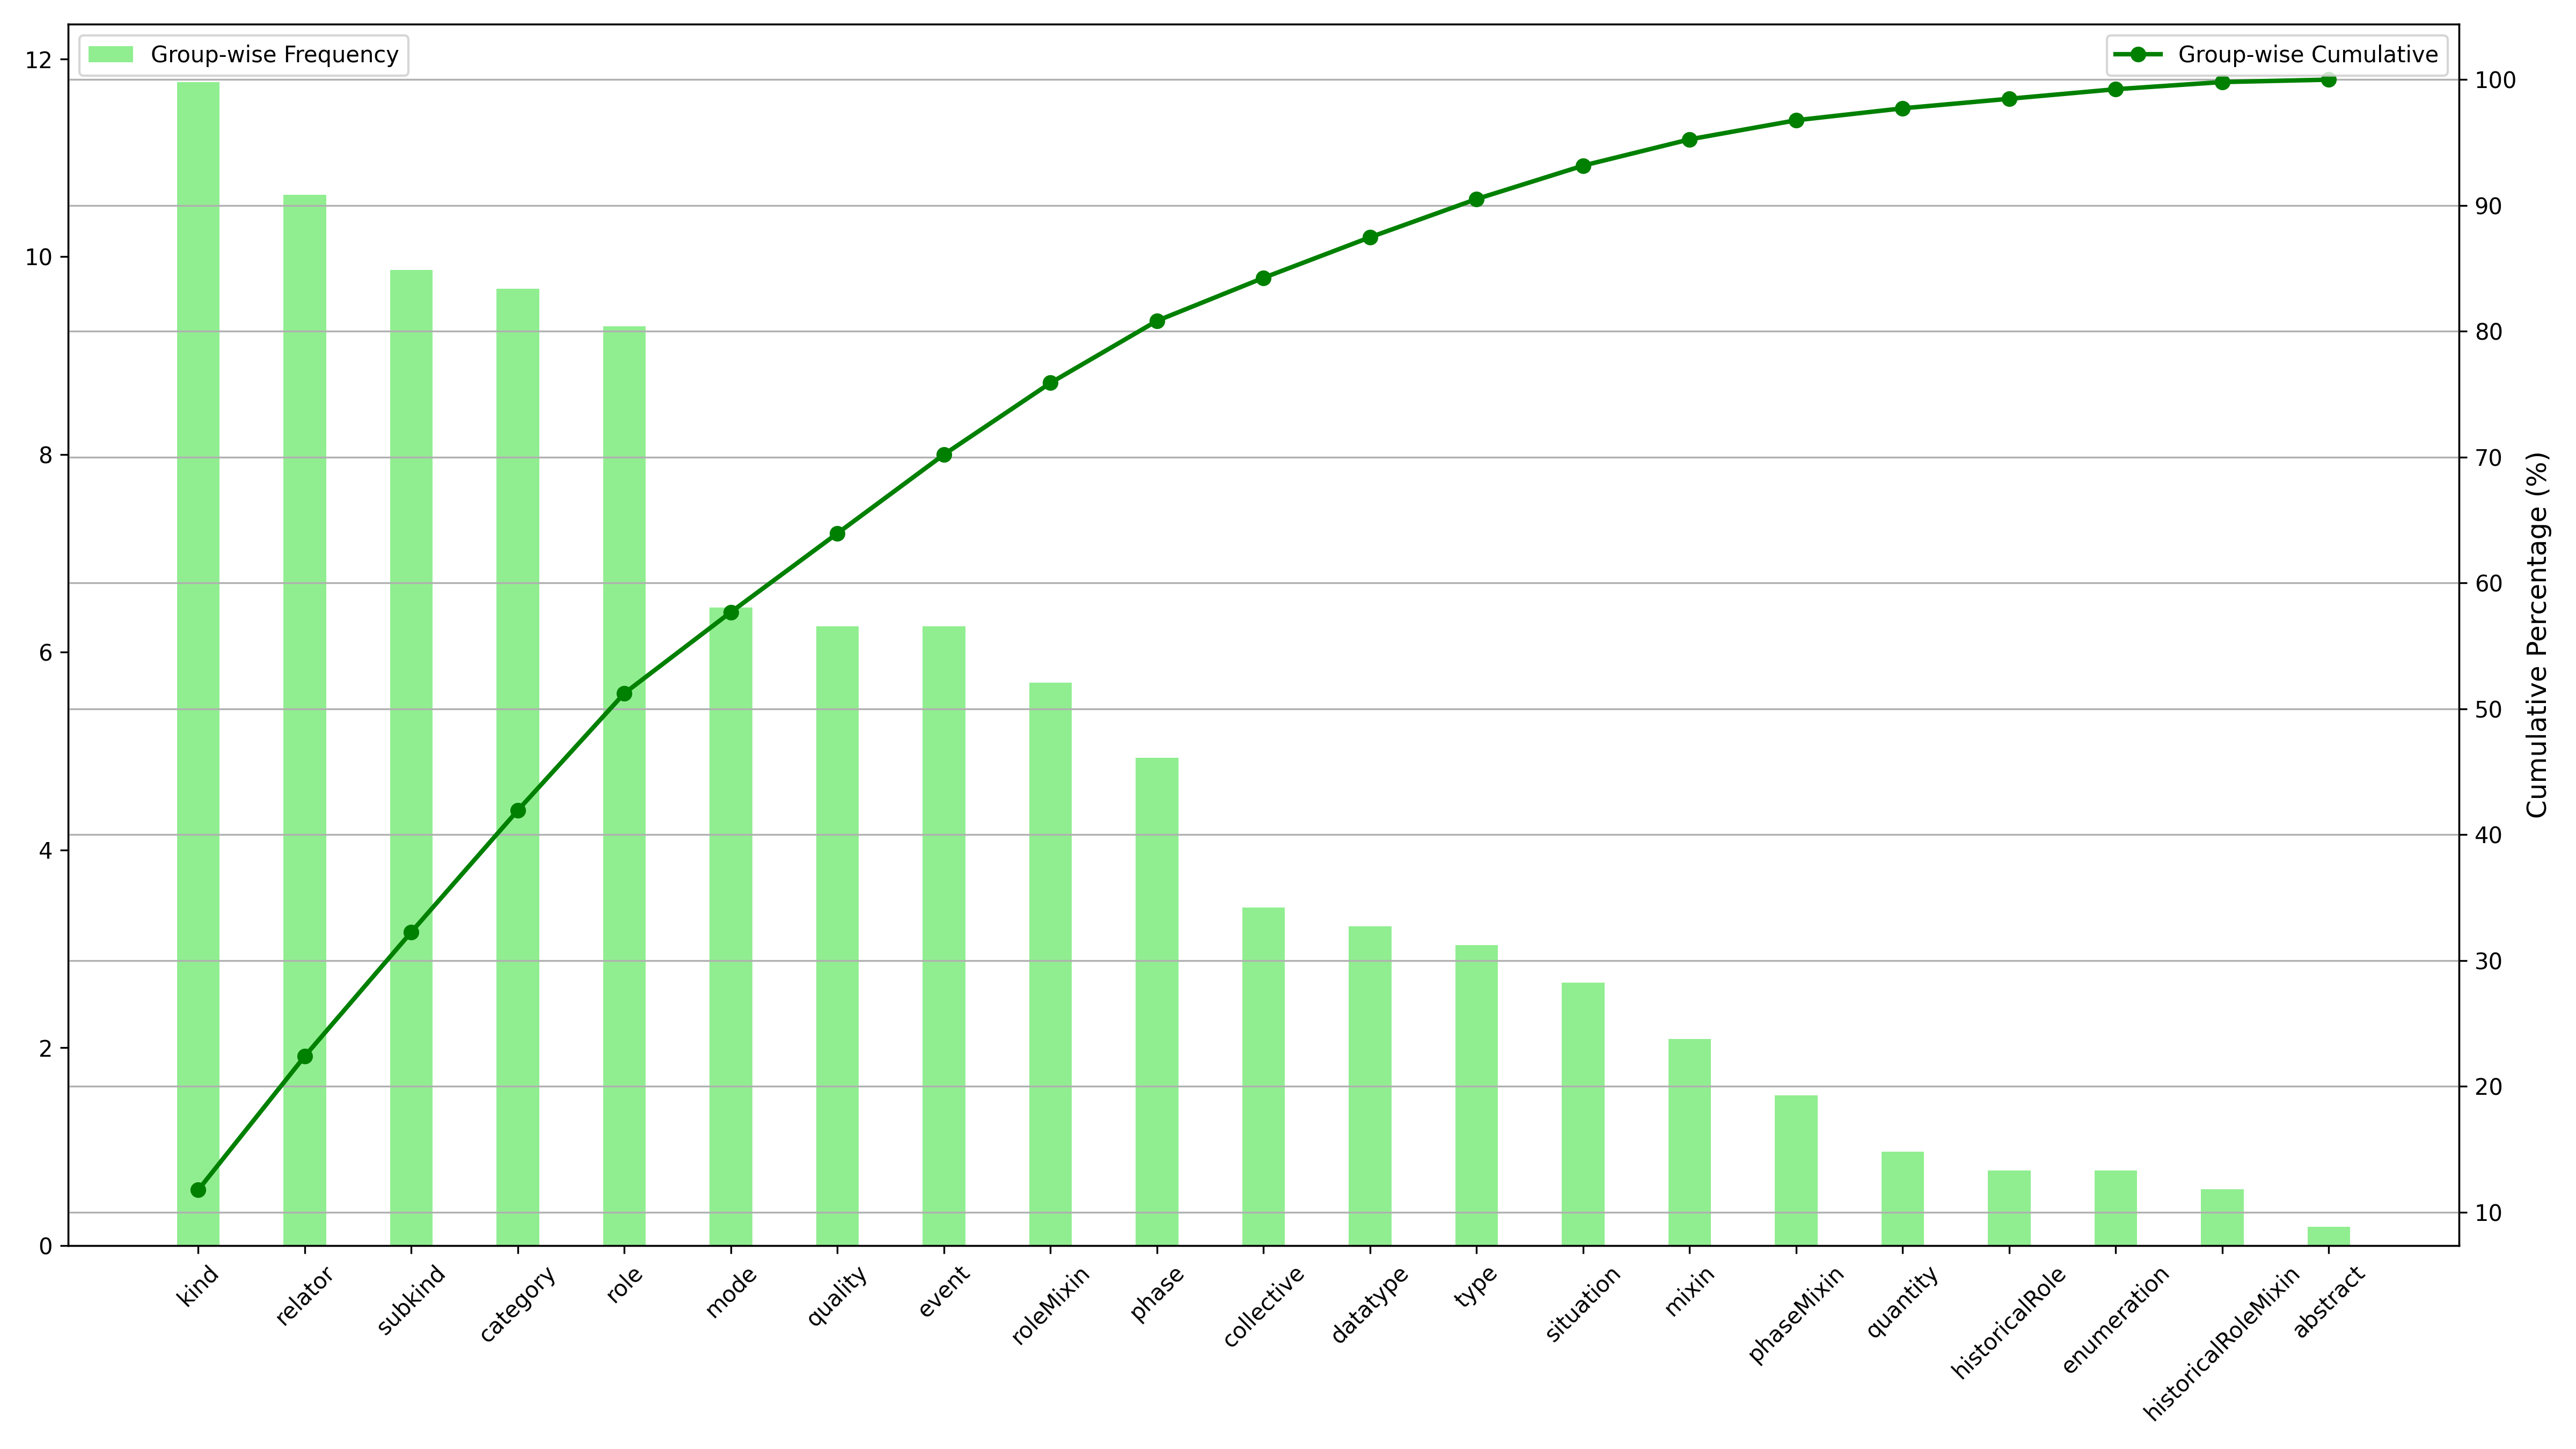 Group-wise Frequency
Group-wise Cumulative
12
10
8
6
4
2
0
100
90
80
70
60
50
40
30
20
10
Cumulative Percentage (%)
kind
relator
subkind
category
role
mode
quality
event
roleMixin
phase
collective
datatype
type
situation
mixin
phaseMixin
quantity
historicalRole
enumeration
historicalRoleMixin
abstract